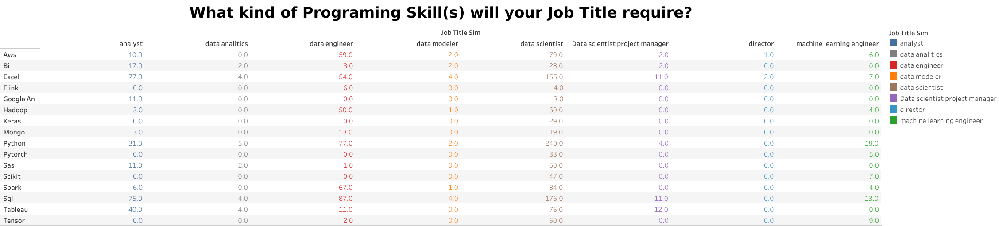 What kind of Programing Skill(s) will your Job Title require?
Job Title Sim
analyst data analitics data engineer data modeler data scientist Data scientist project manager director machine learning engineer
Aws 10.0 0.0 59.0 2.0 79.0 2.0 1.0 6.0
Bi 17.0 2.0 3.0 2.0 28.0 2.0 0.0 0.0
Excel 77.0 4.0 54.0 4.0 155.0 11.0 2.0 7.0
Flink 0.0 0.0 6.0 0.0 4.0 0.0 0.0 0.0
Google An 11.0 0.0 0.0 0.0 3.0 0.0 0.0 0.0
Hadoop 3.0 0.0 50.0 1.0 60.0 0.0 0.0 4.0
Keras 0.0 0.0 0.0 0.0 29.0 0.0 0.0 0.0
Mongo 3.0 0.0 13.0 0.0 19.0 0.0 0.0 0.0
Python 31.0 5.0 77.0 2.0 240.0 4.0 0.0 18.0
Pytorch 0.0 0.0 0.0 0.0 33.0 0.0 0.0 5.0
Sas 11.0 2.0 1.0 0.0 50.0 0.0 0.0 0.0
Scikit 0.0 0.0 0.0 0.0 47.0 0.0 0.0 7.0
Spark 6.0 0.0 67.0 1.0 84.0 0.0 0.0 4.0
Sql 75.0 4.0 87.0 4.0 176.0 11.0 0.0 13.0
Tableau 40.0 4.0 11.0 0.0 76.0 12.0 0.0 0.0
Tensor 0.0 0.0 2.0 0.0 60.0 0.0 0.0 9.0
Job Title Sim
analyst
data analitics
data engineer
data modeler
data scientist
Data scientist project manager
director
machine learning engineer